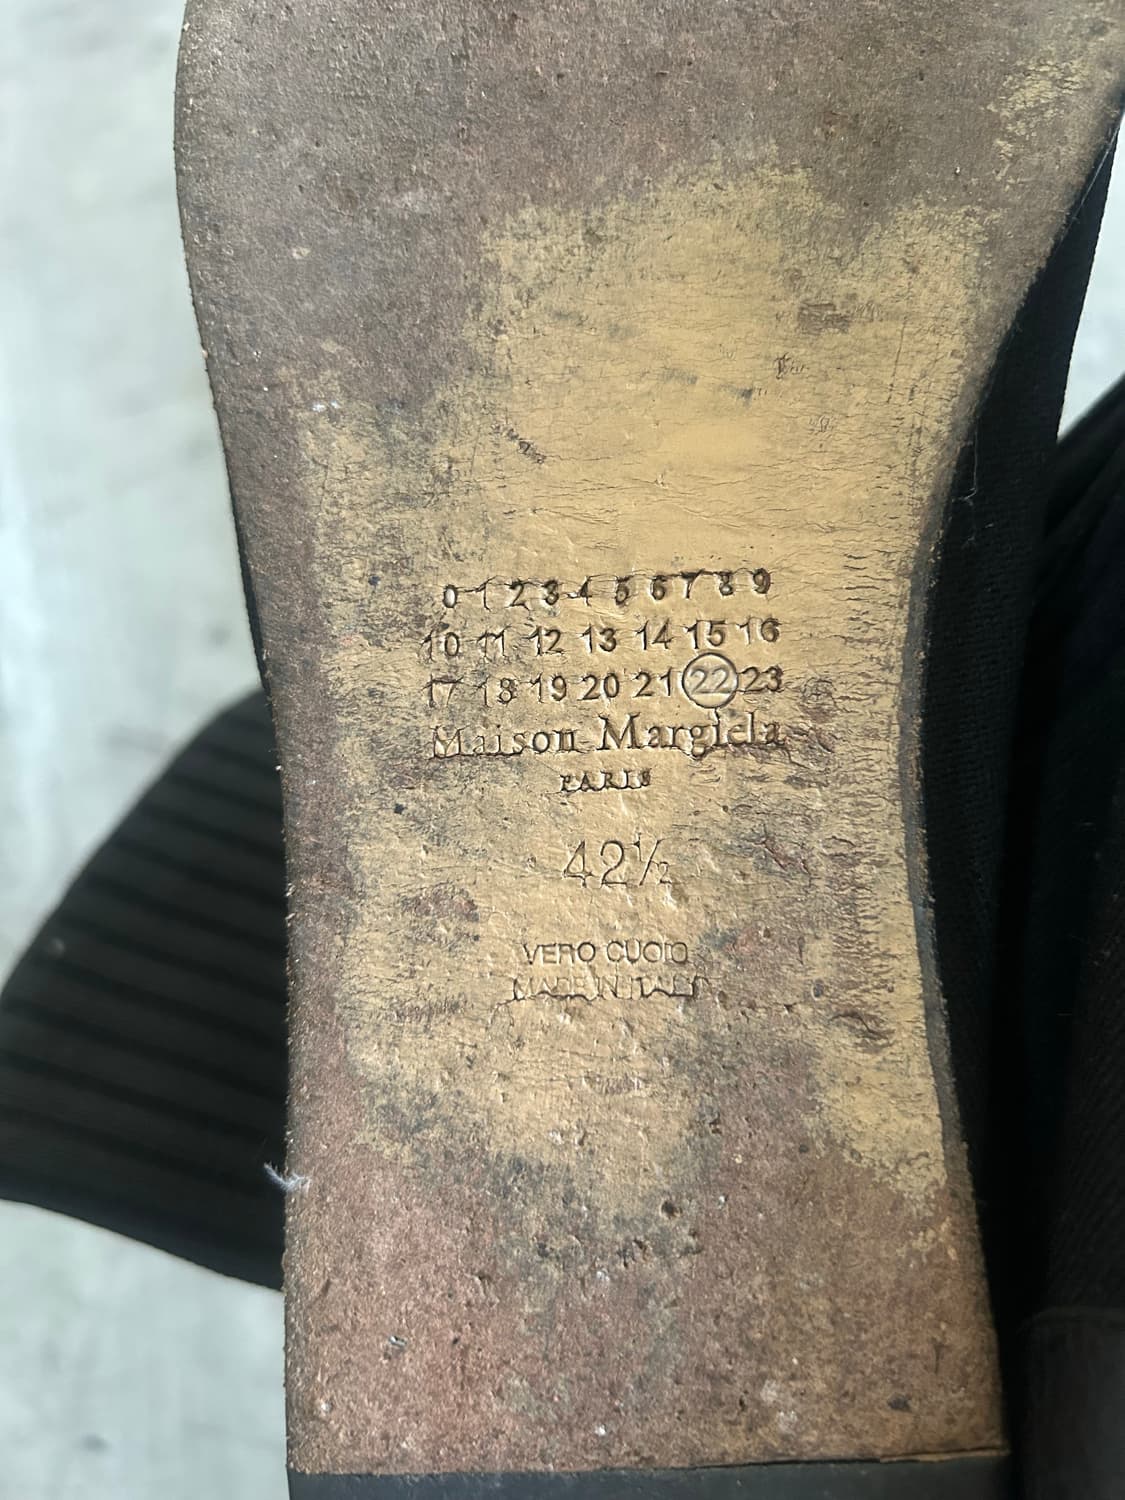 0 1 2 3 4 5 6 7 8 9
10 11 12 13 14 15 16
17 18 19 20 21 22 23
Maison Margiela
PARIS
42½
VERO CUOIO
MADE IN ITALY